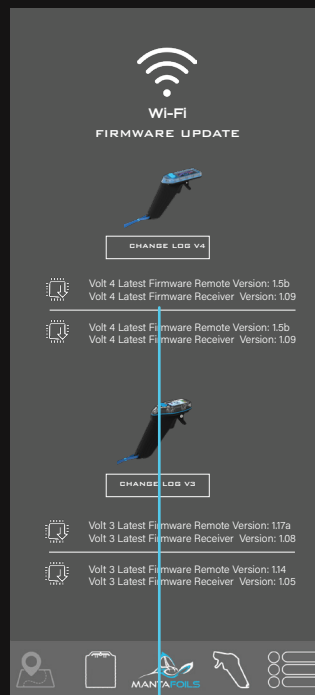 Wi-Fi
FIRMWARE UPDATE
CHANGE LOG V4
Volt 4 Latest Firmware Remote Version: 1.5b
Volt 4 Latest Firmware Receiver Version: 1.09
Volt 4 Latest Firmware Remote Version: 1.5b
Volt 4 Latest Firmware Receiver Version: 1.09
CHANGE LOG V3
Volt 3 Latest Firmware Remote Version: 1.17a
Volt 3 Latest Firmware Receiver Version: 1.08
Volt 3 Latest Firmware Remote Version: 1.14
Volt 3 Latest Firmware Receiver Version: 1.05
MANTAFOILS